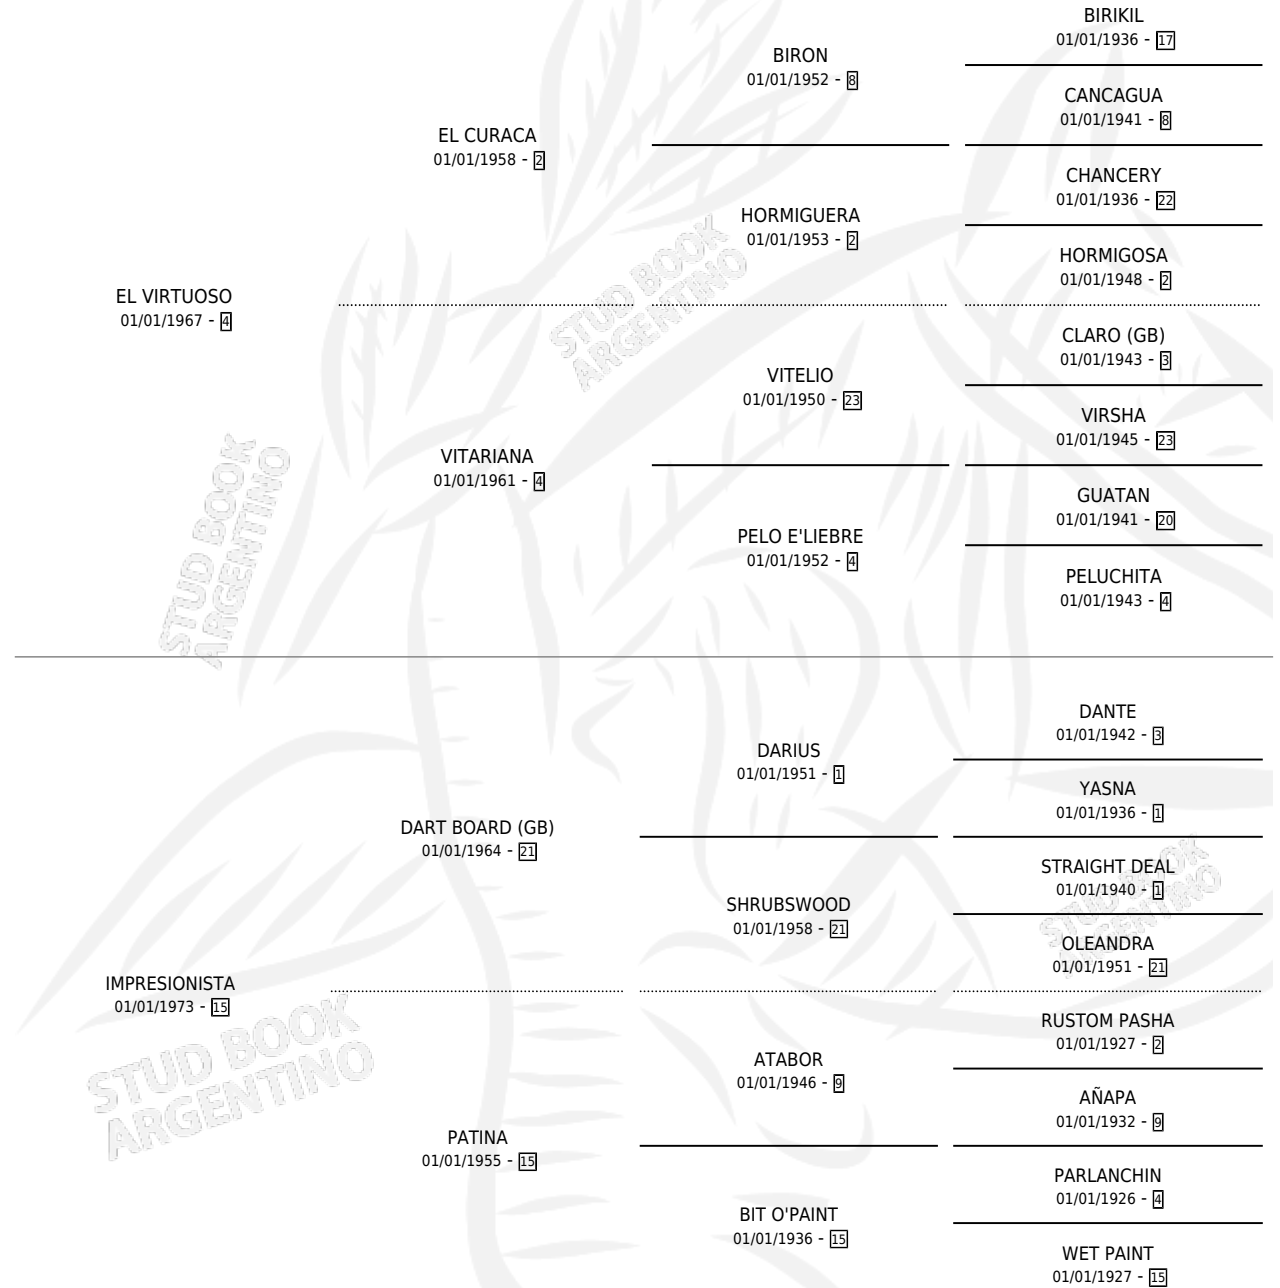 BIRIKIL
01/01/1936 - 17
BIRON
01/01/1952 - 8
CANCAGUA
01/01/1941 - 8
EL CURACA
01/01/1958 - 2
CHANCERY
01/01/1936 - 22
HORMIGUERA
01/01/1953 - 2
HORMIGOSA
01/01/1948 - 2
EL VIRTUOSO
01/01/1967 - 4
STUD BOOK
ARGENTINO
CLARO (GB)
01/01/1943 - 3
VITELIO
01/01/1950 - 23
VIRSHA
01/01/1945 - 23
VITARIANA
01/01/1961 - 4
GUATAN
01/01/1941 - 20
PELO E'LIEBRE
01/01/1952 - 4
PELUCHITA
01/01/1943 - 4
STUD BOOK
ARGENTINO
DANTE
01/01/1942 - 3
DARIUS
01/01/1951 - 1
YASNA
01/01/1936 - 1
DART BOARD (GB)
01/01/1964 - 21
STRAIGHT DEAL
01/01/1940 - 1
SHRUBSWOOD
01/01/1958 - 21
STUD BOOK
ARGENTINO
OLEANDRA
01/01/1951 - 21
IMPRESIONISTA
01/01/1973 - 15
RUSTOM PASHA
01/01/1927 - 2
ATABOR
01/01/1946 - 9
STUD BOOK
ARGENTINO
AÑAPA
01/01/1932 - 9
PATINA
01/01/1955 - 15
PARLANCHIN
01/01/1926 - 4
BIT O'PAINT
01/01/1936 - 15
WET PAINT
01/01/1927 - 15